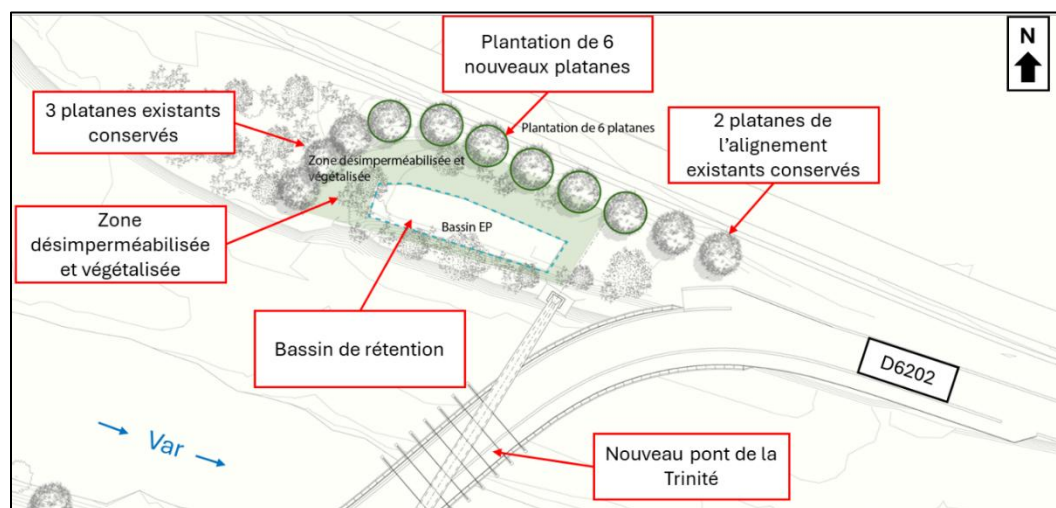 N
Plantation de 6
nouveaux platanes
3 platanes existants
conservés
Plantation de 6 platanes
2 platanes de
l'alignement
existants conservés
Zone désimperméabilisée et
végétalisée
Zone
désimperméabilisée
et végétalisée
Bassin EP
Bassin de rétention
D6202
Var
Nouveau pont de la
Trinité